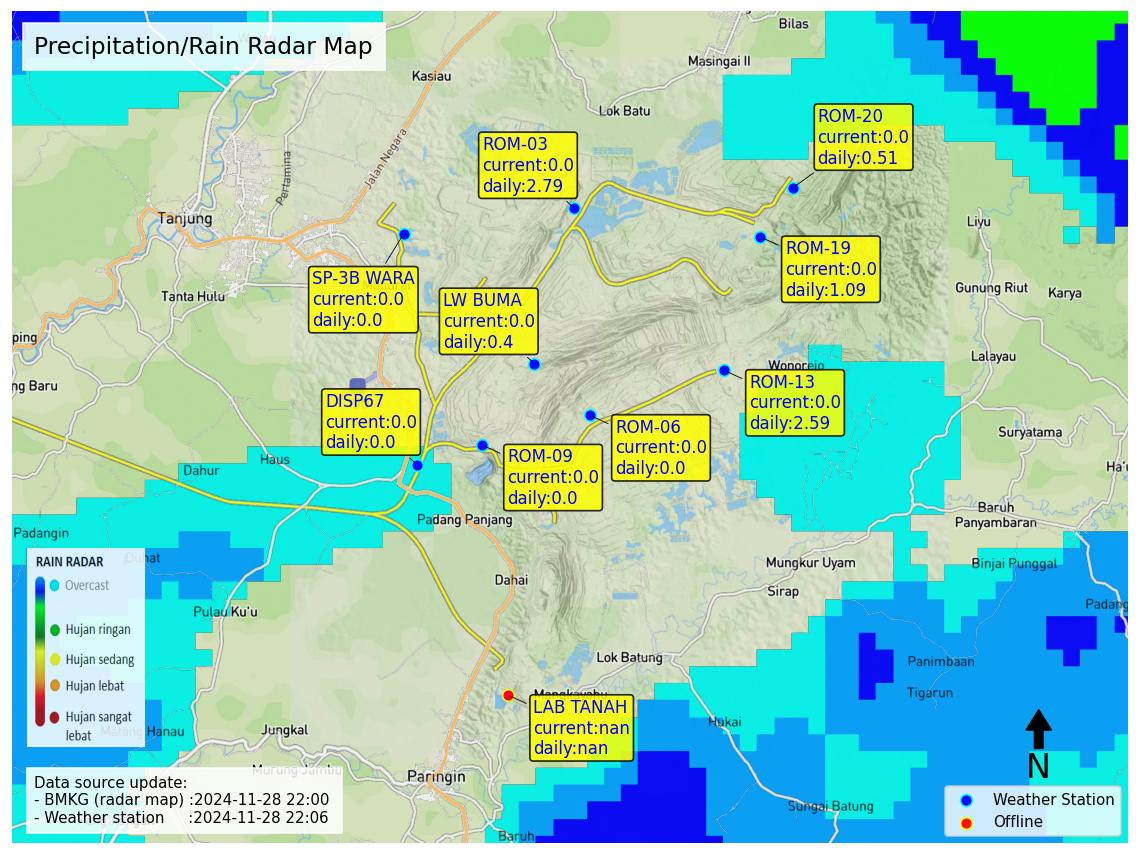 Precipitation/Rain Radar Map
Bilas
Masingai II
Kasiau
Lok Batu
Jalan Negara
Pertamina
Tanjung
Tanta Hulu
ROM-20
current:0.0
daily:0.51
ROM-03
current:0.0
daily:2.79
ROM-19
current:0.0
daily:1.09
SP-3B WARA
current:0.0
daily:0.0
LW BUMA
current:0.0
daily:0.4
Liyu
Gunung Riut
Karya
Lalayau
ping
ng Baru
Wonorejo
ROM-13
current:0.0
daily:2.59
DISP67
current:0.0
daily:0.0
ROM-06
current:0.0
daily:0.0
ROM-09
current:0.0
daily:0.0
Suryatama
Ha'u
Haus
Dahur
Padangin
Padang Panjang
Baruh
Panyambaran
Dahai
Mungkur Uyam
Binjai Punggal
Sirap
Padang
Pulau Ku'u
RAIN RADAR
Overcast
Hujan ringan
Hujan sedang
Hujan lebat
Hujan sangat
lebat
Lok Batung
Panimbaan
Tigarun
Mangkayahu
LAB TANAH
current:nan
daily:nan
Hukai
Jungkal
Matang Hanau
Murung Jambu
Paringin
Sungai Batung
Baruh
Data source update:
- BMKG (radar map) :2024-11-28 22:00
- Weather station :2024-11-28 22:06
N
Weather Station
Offline